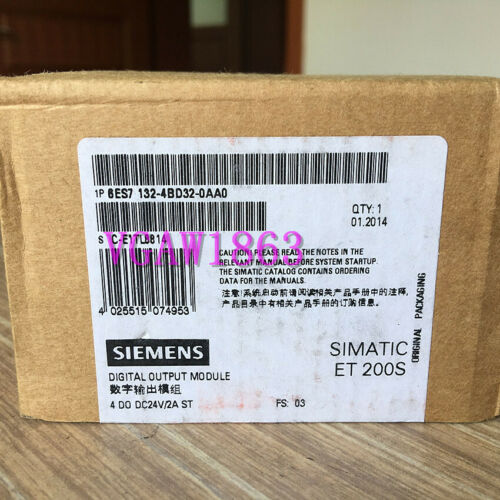 1P 6ES7 132-4BD32-0AA0
QTY: 1
01.2014
S C-E1TL6814
VGAW1863
CAUTION: PLEASE READ THE NOTES IN THE
RELEVANT MANUAL BEFORE SYSTEM STARTUP.
THE SIMATIC CATALOG CONTAINS ORDERING
DATA FOR THE MANUALS.
注意:系统启动前请阅读相关产品手册中的注释,
产品目录中有相关产品手册的订购信息.
4 025515 074953
ORIGINAL PACKAGING
SIEMENS
SIMATIC
ET 200S
DIGITAL OUTPUT MODULE
数字输出模组
4 DO DC24V/2A ST
FS: 03